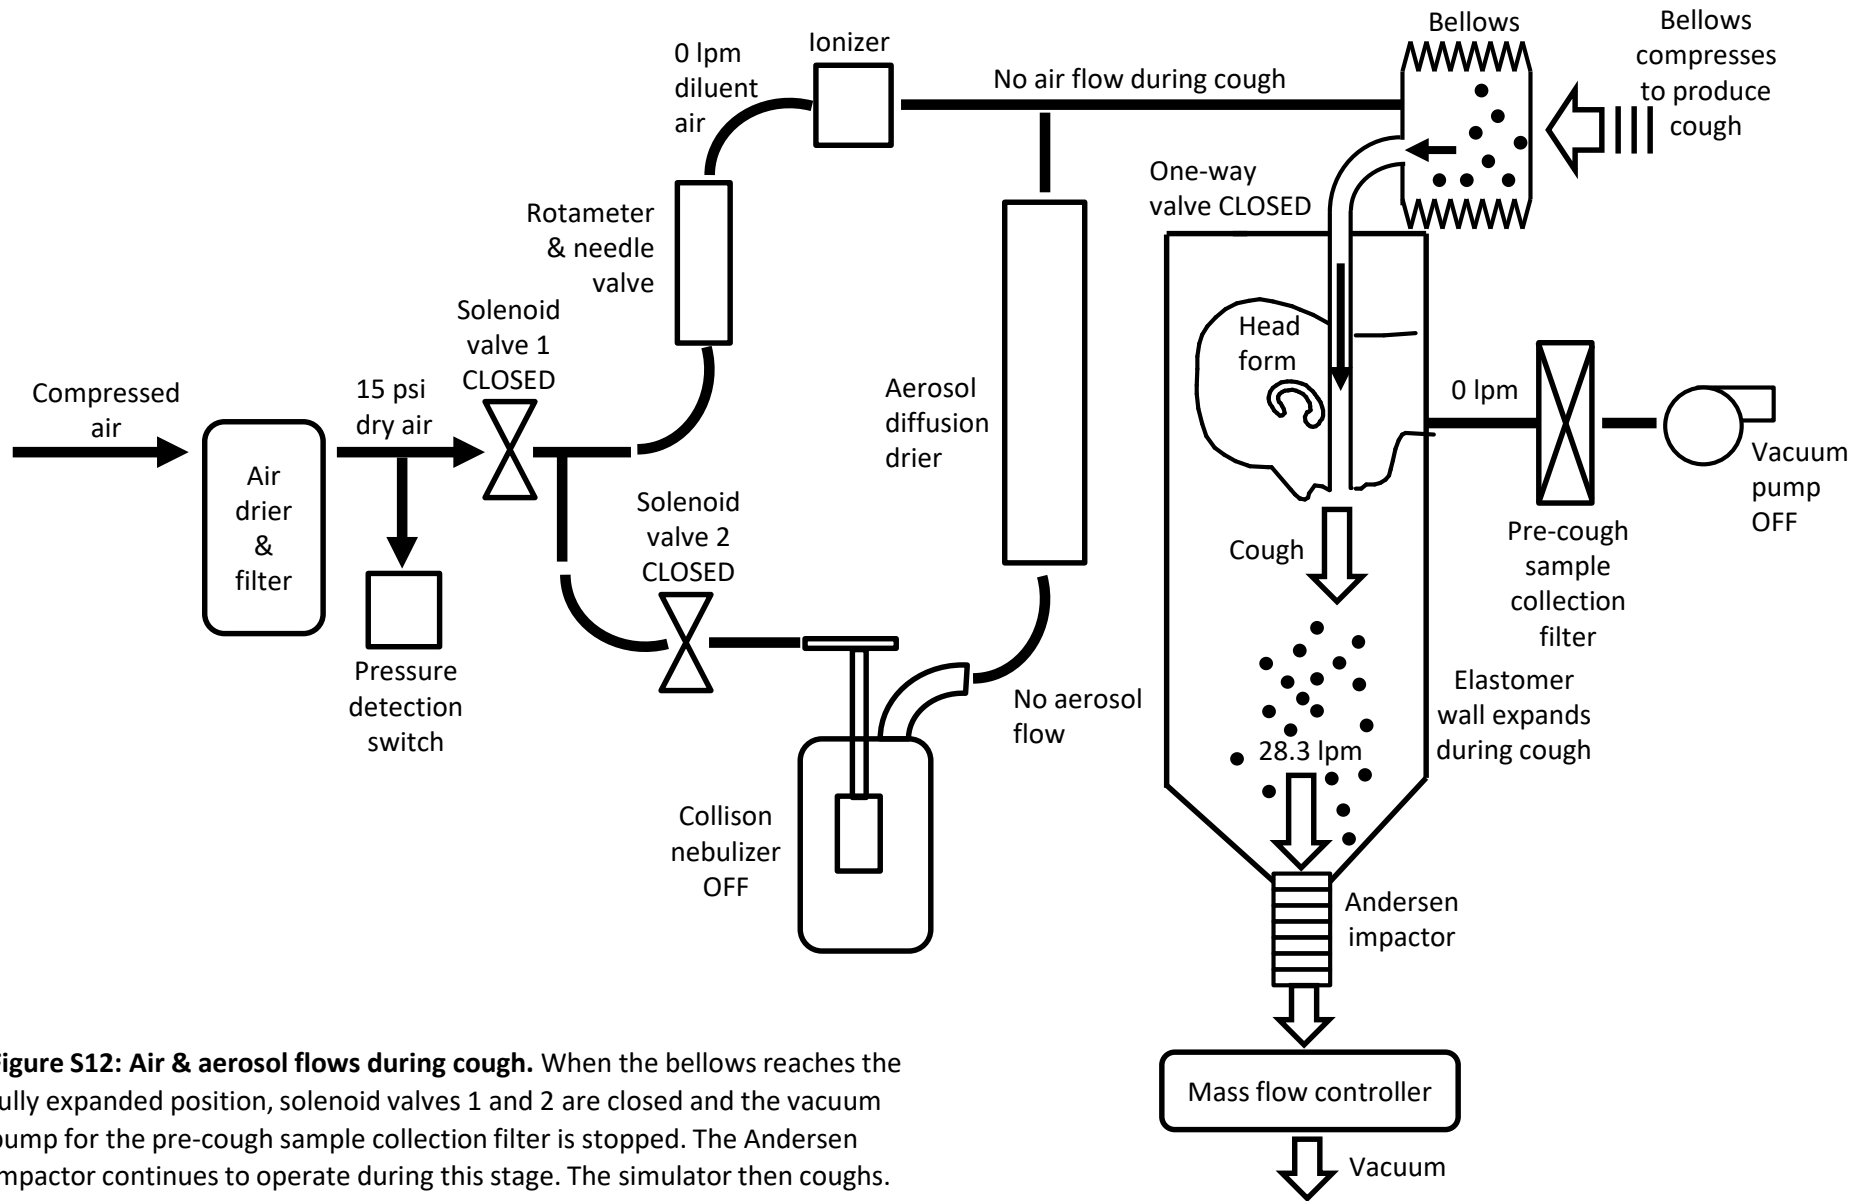 Bellows
Bellows
compresses
to produce
cough
0 lpm
diluent
air
Ionizer
No air flow during cough
One-way
valve CLOSED
Rotameter
& needle
valve
Solenoid
valve 1
CLOSED
Compressed
air
15 psi
dry air
Air
drier
&
filter
Pressure
detection
switch
Solenoid
valve 2
CLOSED
Aerosol
diffusion
drier
Head
form
0 lpm
Vacuum
pump
OFF
Pre-cough
sample
collection
filter
Cough
No aerosol
flow
Elastomer
wall expands
during cough
28.3 lpm
Collison
nebulizer
OFF
Andersen
impactor
Mass flow controller
Vacuum
igure S12: Air & aerosol flows during cough. When the bellows reaches the
ully expanded position, solenoid valves 1 and 2 are closed and the vacuum
ump for the pre-cough sample collection filter is stopped. The Andersen
mpactor continues to operate during this stage. The simulator then coughs.